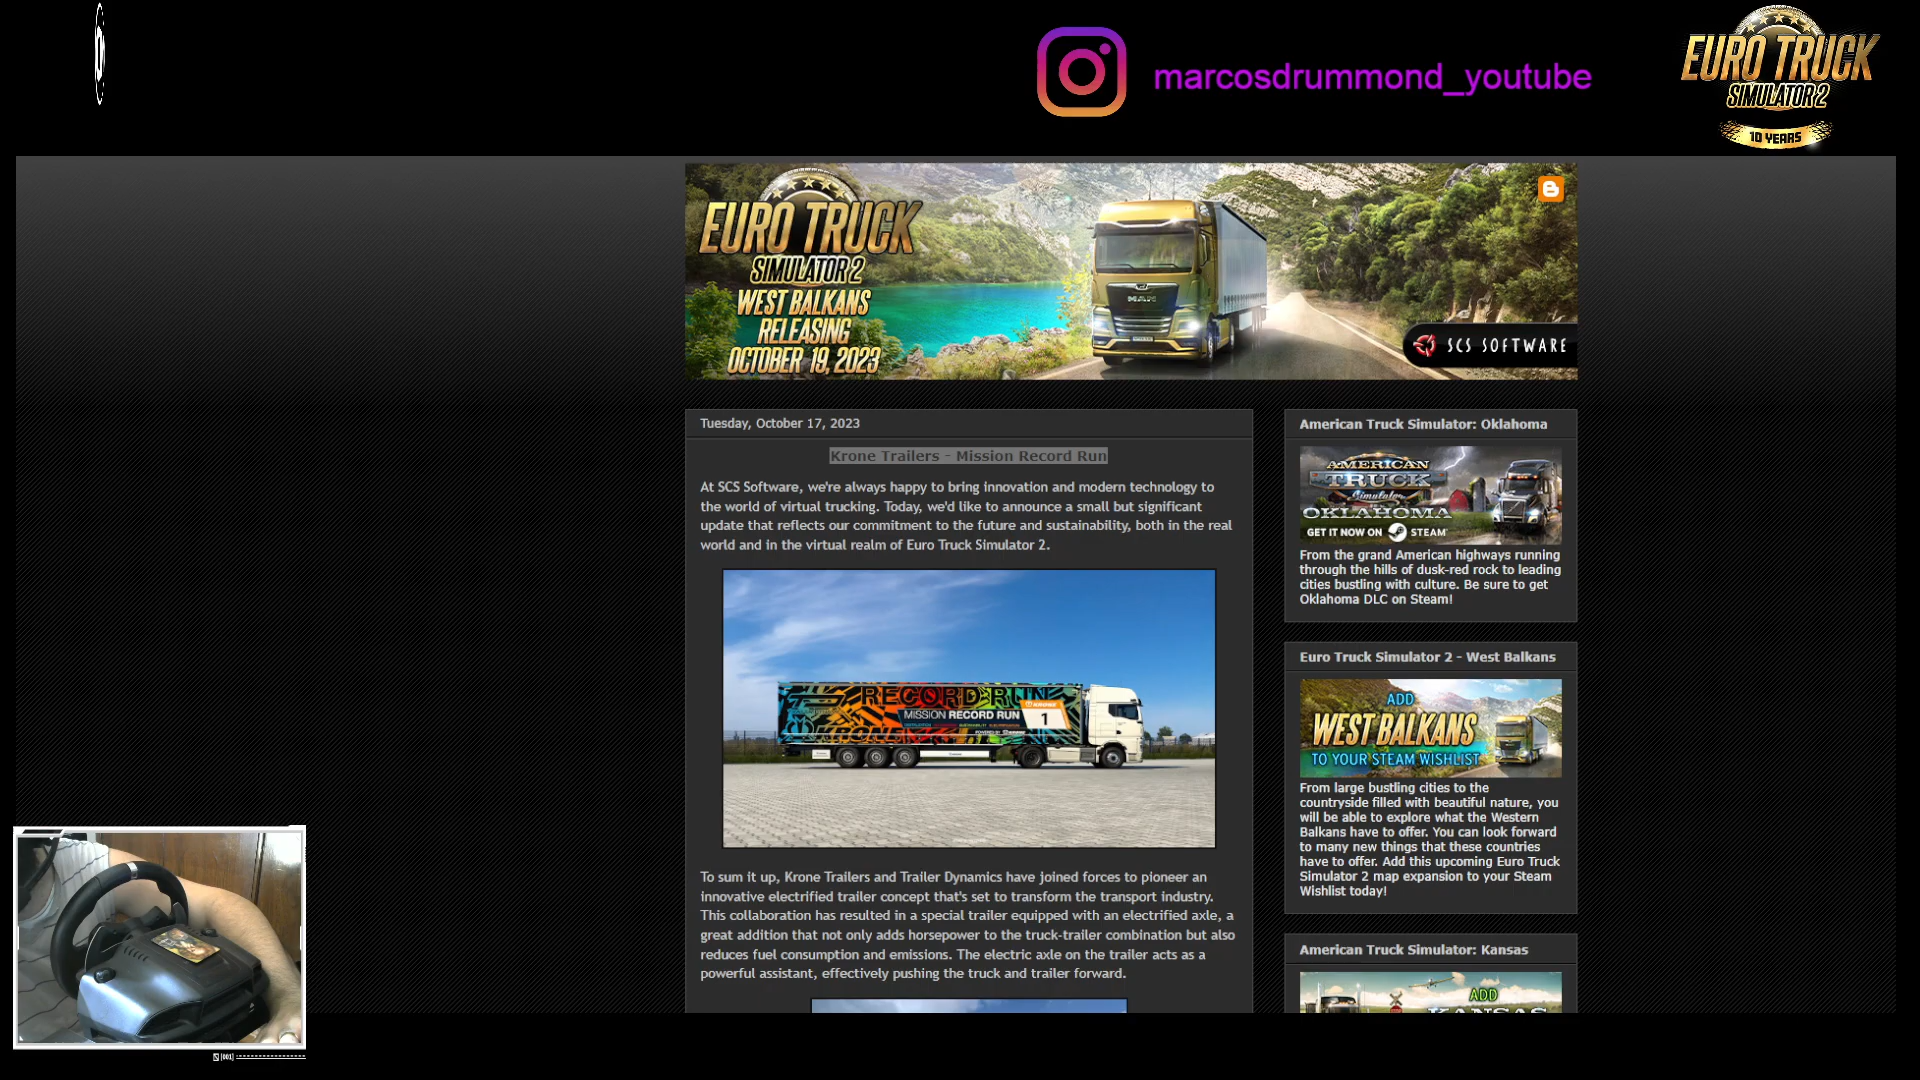 marcosdrummond_youtube
EURO TRUCK
SIMULATOR 2
10 YEARS
EURO TRUCK
SIMULATOR 2
WEST BALKANS
RELEASING
OCTOBER 19, 2023
MAN
SCS SOFTWARE
Tuesday, October 17, 2023
Krone Trailers - Mission Record Run
At SCS Software, we're always happy to bring innovation and modern technology to
the world of virtual trucking. Today, we'd like to announce a small but significant
update that reflects our commitment to the future and sustainability, both in the real
world and in the virtual realm of Euro Truck Simulator 2.
RECORD RUN
MISSION RECORD RUN
KRONE
1
KRONE
To sum it up, Krone Trailers and Trailer Dynamics have joined forces to pioneer an
innovative electrified trailer concept that's set to transform the transport industry.
This collaboration has resulted in a special trailer equipped with an electrified axle, a
great addition that not only adds horsepower to the truck-trailer combination but also
reduces fuel consumption and emissions. The electric axle on the trailer acts as a
powerful assistant, effectively pushing the truck and trailer forward.
American Truck Simulator: Oklahoma
AMERICAN
TRUCK
Simulator
OKLAHOMA
GET IT NOW ON STEAM
From the grand American highways running
through the hills of dusk-red rock to leading
cities bustling with culture. Be sure to get
Oklahoma DLC on Steam!
Euro Truck Simulator 2 - West Balkans
ADD
WEST BALKANS
TO YOUR STEAM WISHLIST
From large bustling cities to the
countryside filled with beautiful nature, you
will be able to explore what the Western
Balkans have to offer. You can look forward
to many new things that these countries
have to offer. Add this upcoming Euro Truck
Simulator 2 map expansion to your Steam
Wishlist today!
American Truck Simulator: Kansas
ADD
KANSAS
[001]